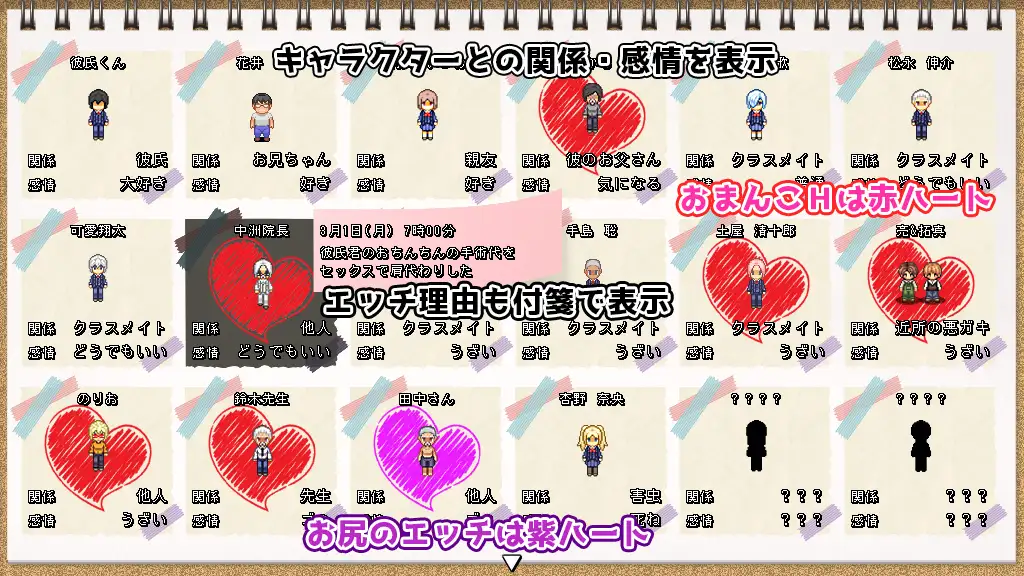 キャラクターとの関係・感情を表示
彼氏くん
関係 彼氏
感情 大好き
花井
関係 お兄ちゃん
感情 好き
関係 親友
感情 好き
関係 彼のお父さん
感情 気になる
関係 クラスメイト
感情
松永 伸介
関係 クラスメイト
感情 どうでもいい
おまんこHは赤ハート
可愛翔太
関係 クラスメイト
感情 どうでもいい
中洲院長
関係 他人
感情 どうでもいい
3月1日(月) 7時00分
彼氏君のおちんちんの手術代を
セックスで肩代わりした
エッチ理由も付箋で表示
関係 クラスメイト
感情 うざい
手島 聡
関係 クラスメイト
感情 うざい
土屋 清十郎
関係 クラスメイト
感情 うざい
亮&拓真
関係 近所の悪ガキ
感情 うざい
のりお
関係 他人
感情 うざい
鈴木先生
関係 先生
感情
田中さん
関係 他人
感情
お尻のエッチは紫ハート
杏野 奈央
関係 害虫
感情 死ね
????
関係 ???
感情 ???
????
関係 ???
感情 ???